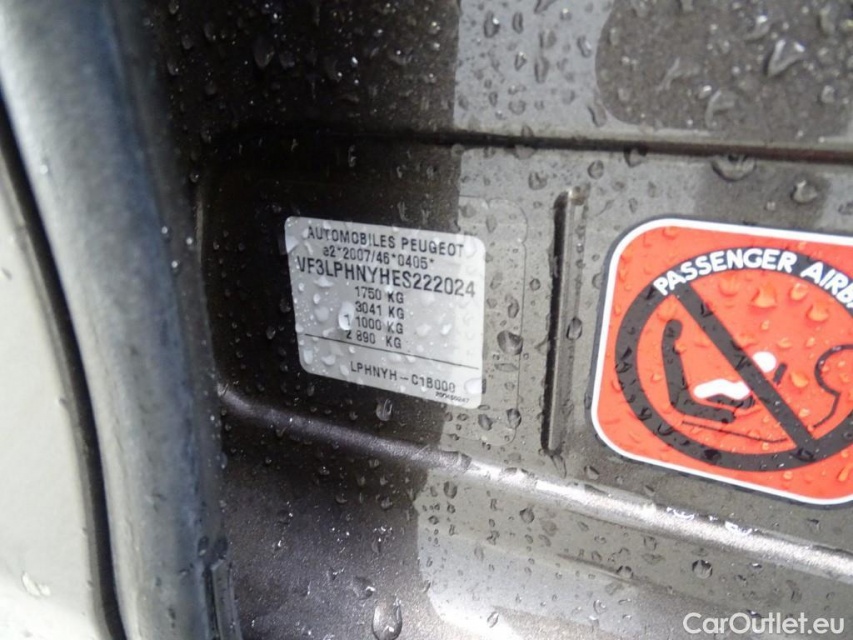 AUTOMOBILES PEUGEOT
e2*2007/46*0405*
VF3LPHNYHES222024
1750 KG
3041 KG
1000 KG
2 890 KG
LPHNYH-C1B000
PASSENGER AIRB
CarOutlet.eu